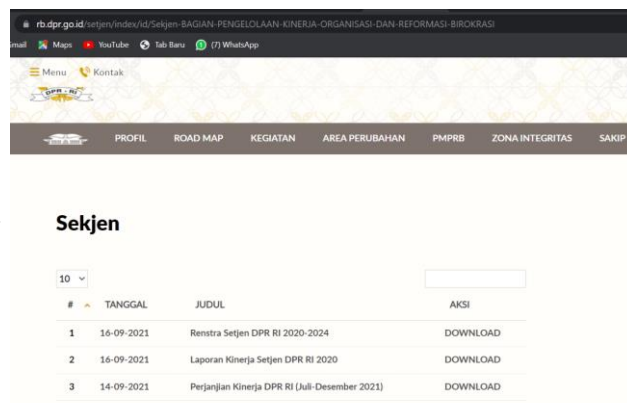 rb.dpr.go.id/setjen/index/id/Sekjen-BAGIAN-PENGELOLAAN-KINERJA-ORGANISASI-DAN-REFORMASI-BIROKRASI
Maps YouTube Tab Baru (7) WhatsApp
Menu Kontak
DPR - RI
PROFIL ROAD MAP KEGIATAN AREA PERUBAHAN PMPRB ZONA INTEGRITAS SAKIP
Sekjen
10
# TANGGAL JUDUL AKSI
1 16-09-2021 Renstra Setjen DPR RI 2020-2024 DOWNLOAD
2 16-09-2021 Laporan Kinerja Setjen DPR RI 2020 DOWNLOAD
3 14-09-2021 Perjanjian Kinerja DPR RI (Juli-Desember 2021) DOWNLOAD